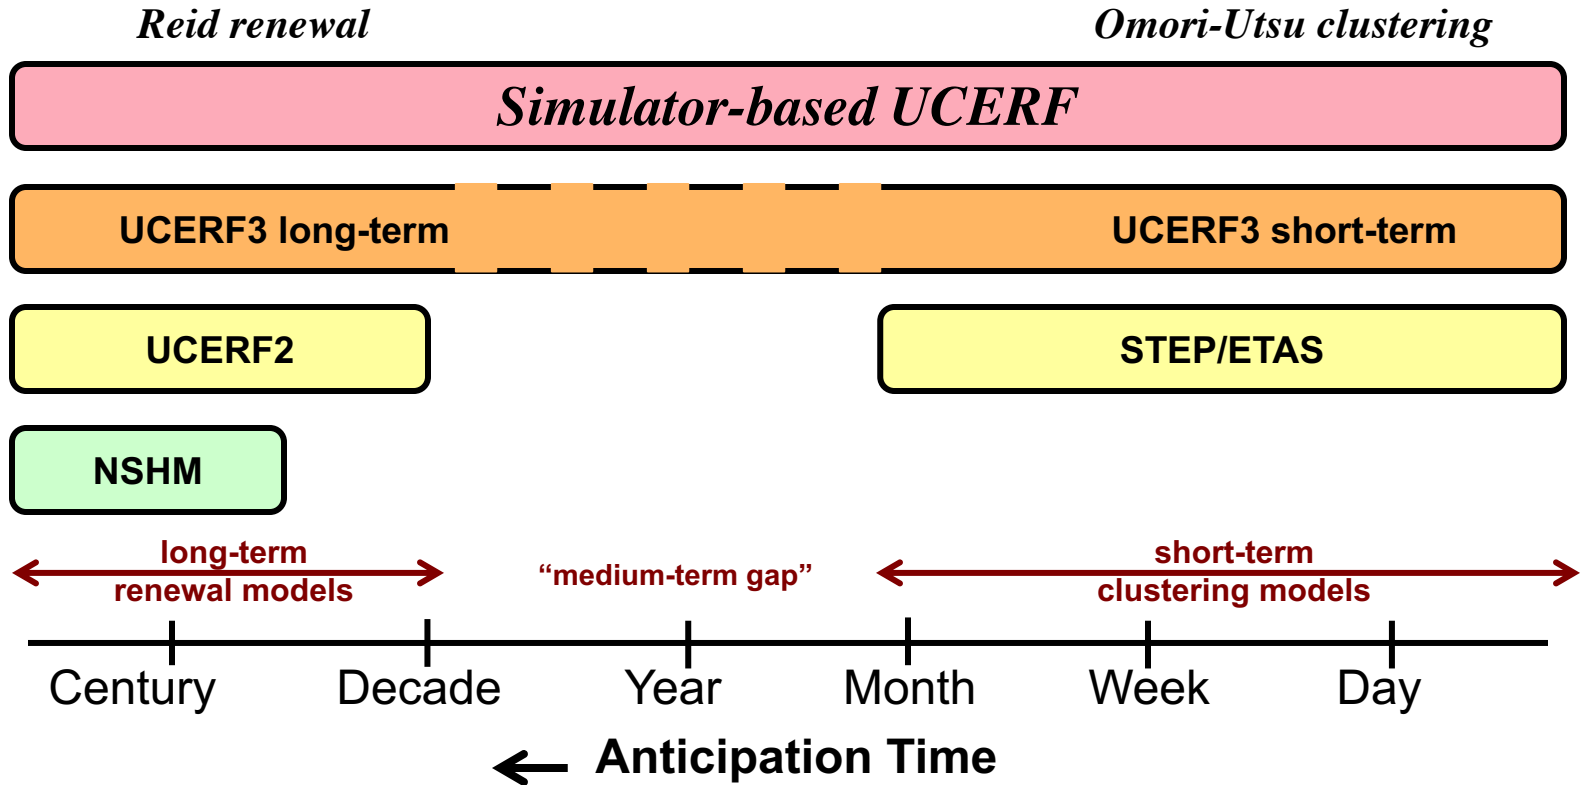 Reid renewal
Omori-Utsu clustering
Simulator-based UCERF
UCERF3 long-term
UCERF3 short-term
UCERF2
STEP/ETAS
NSHM
long-term
renewal models
“medium-term gap”
short-term
clustering models
Century
Decade
Year
Month
Week
Day
Anticipation Time